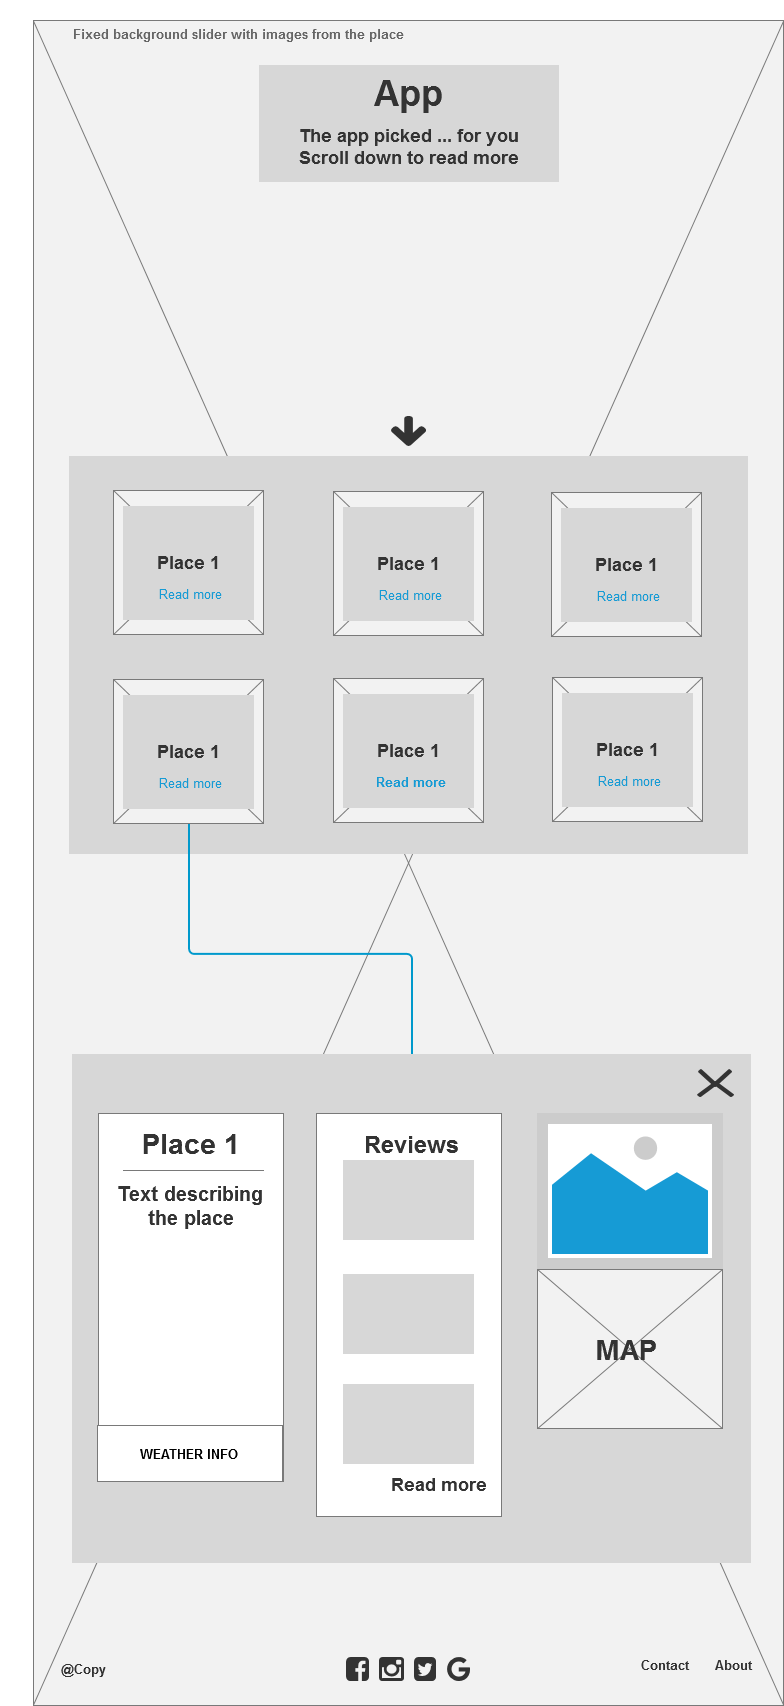 Fixed background slider with images from the place
App
The app picked ... for you
Scroll down to read more
Place 1
Read more
Place 1
Read more
Place 1
Read more
Place 1
Read more
Place 1
Read more
Place 1
Read more
Place 1
Text describing
the place
WEATHER INFO
Reviews
Read more
MAP
@Copy
Contact
About